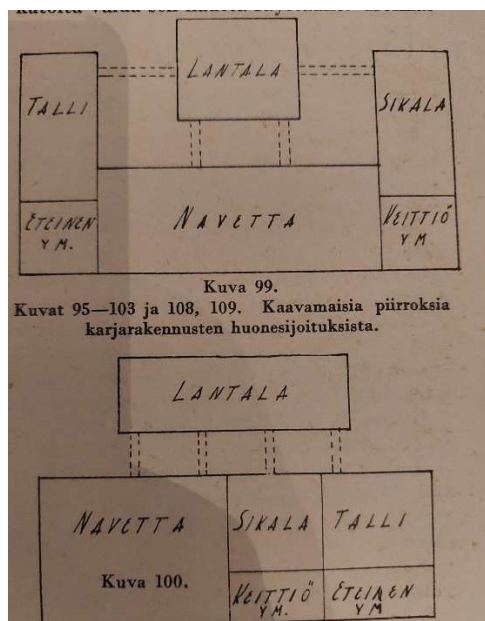 LANTALA
TALLI
SIKALA
ETEINEN
YM.
NAVETTA
KEITTIÖ
YM
Kuva 99.
Kuvat 95—103 ja 108, 109. Kaavamaisia piirroksia
karjarakennusten huonesijoituksista.
LANTALA
NAVETTA
SIKALA
TALLI
Kuva 100.
KEITTIÖ
YM.
ETEINEN
YM